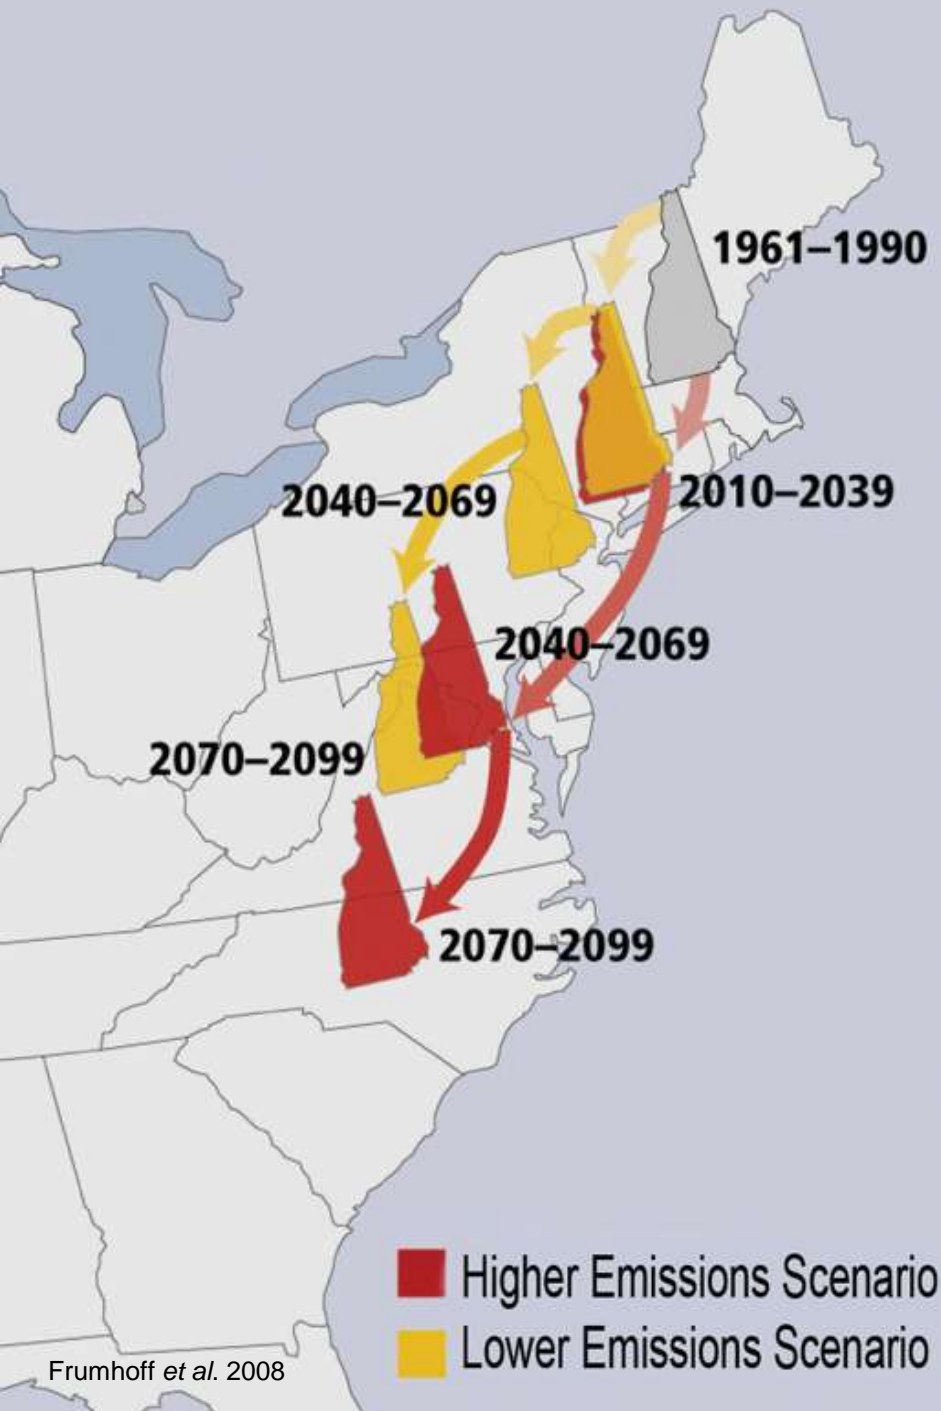 1961–1990
2010–2039
2040–2069
2040–2069
2070–2099
2070–2099
Higher Emissions Scenario
Lower Emissions Scenario
Frumhoff et al. 2008